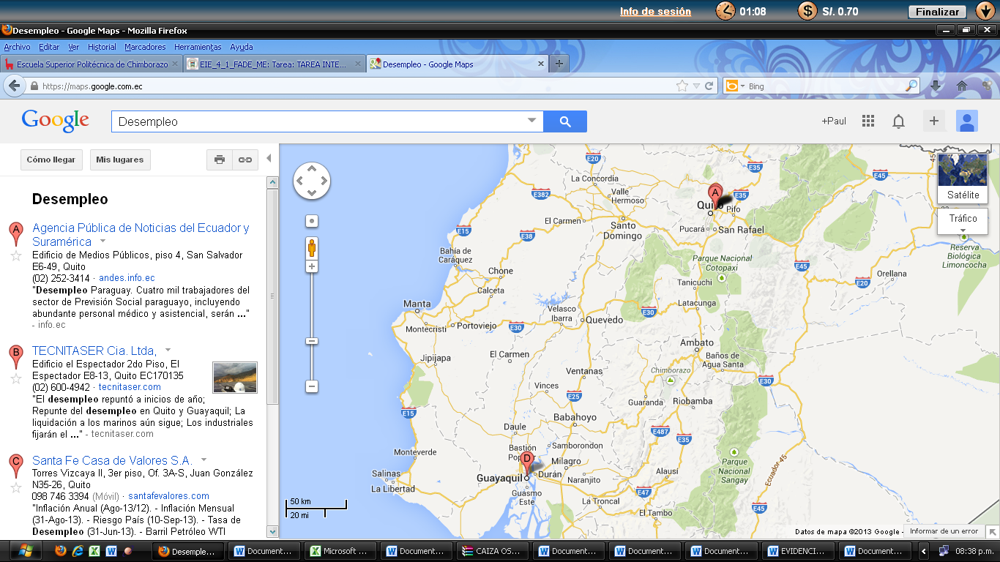 Info de sesión 01:08 S/. 0.70 Finalizar
Desempleo - Google Maps - Mozilla Firefox
Archivo Editar Ver Historial Marcadores Herramientas Ayuda
Escuela Superior Politécnica de Chimborazo
EIE_4_1_FADE_ME: Tarea: TAREA INTE...
Desempleo - Google Maps
https://maps.google.com.ec
Bing
Google
Desempleo
+Paul
Cómo llegar
Mis lugares
Desempleo
A
Agencia Pública de Noticias del Ecuador y
Suramérica
Edificio de Medios Públicos, piso 4, San Salvador
E6-49, Quito
(02) 252-3414 · andes.info.ec
"Desempleo Paraguay. Cuatro mil trabajadores del
sector de Previsión Social paraguayo, incluyendo
abundante personal médico y asistencial, serán ..."
- info.ec
B
TECNITASER Cia. Ltda,
Edificio el Espectador 2do Piso, El
Espectador E8-13, Quito EC17DI35
(02) 600-4942 · tecnitaser.com
"El desempleo repuntó a inicios de año;
Repunte del desempleo en Quito y Guayaquil; La
liquidación a los marinos aún sigue; Los industriales
fijarán el ..." - tecnitaser.com
C
Santa Fe Casa de Valores S.A.
Torres Vizcaya II, 3er piso, Of. 3A-S, Juan González
N35-26, Quito
098 746 3394 (Móvil) · santafevalores.com
"Inflación Anual (Ago-13/12). - Inflación Mensual
(31-Ago-13). - Riesgo País (10-Sep-13). - Tasa de
Desempleo (31-Jun-13). - Barril Petróleo WTI
E20
E35
45
E45
La Concordia
E382
Valle
Hermoso
A
E35
Quito
Pifo
Satélite
Tráfico
El Carmen
Santo
Domingo
Pucará
San Rafael
E15
E38
Bahía de
Caráquez
Parque Nacional
Cotopaxi
E45
Reserva
Biológica
Limoncocha
Chone
Calceta
Tanicuchi
Orellana
E20
Manta
Latacunga
Velasco
Ibarra
E30
Quevedo
Portoviejo
E30
Montecristi
Ambato
El Carmen
Jipijapa
Baños de
Agua Santa
Ventanas
Chimborazo
E30
Vinces
E25
Guaranda
Riobamba
E15
Babahoyo
Daule
E487
E35
Bastión
Samborondon
Monteverde
D
Milagro
Parque
Nacional
Sangay
Ecuador 45
Salinas
Guayaquil
Durán
Naranjito
Alausí
La Libertad
Guasmo
Este
E47
La Troncal
E45
El Tambo
50 km
20 mi
Datos de mapa ©2013 Google -
Informar de un error
Desemple...
Document...
Microsoft ...
Document...
CAIZA OS...
Document...
Document...
Document...
EVIDENCI...
Document...
08:38 p.m.